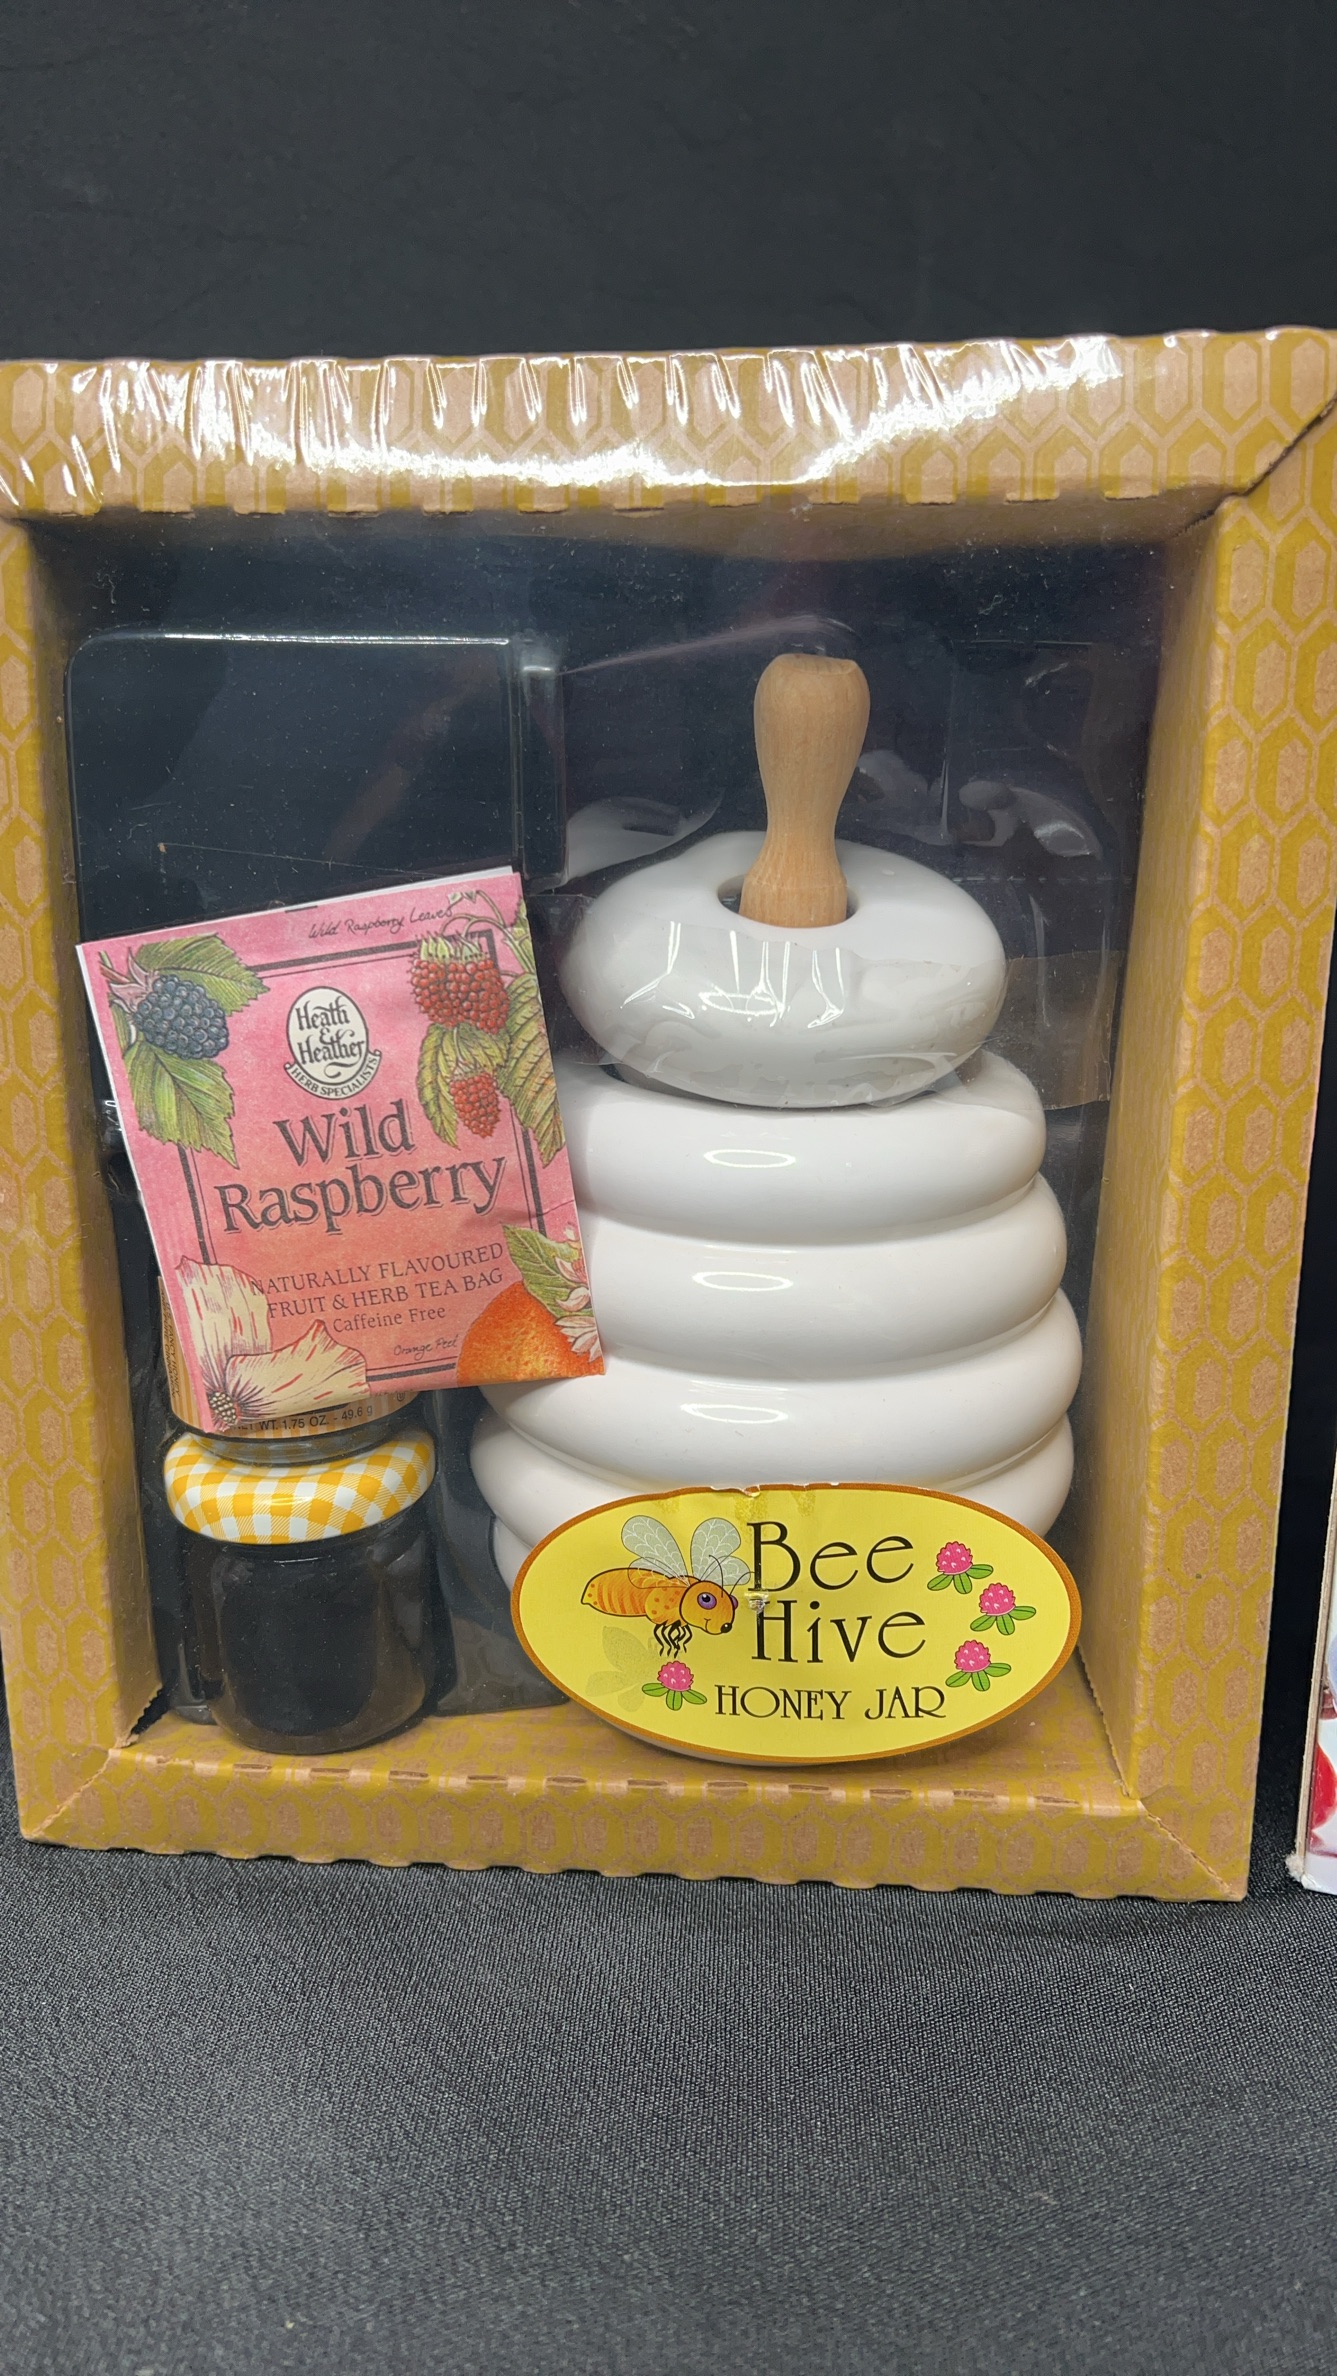 Wild Raspberry Leaves
Heath
&
Heather
HERB SPECIALISTS
Wild
Raspberry
NATURALLY FLAVOURED
FRUIT & HERB TEA BAG
Caffeine Free
Orange Peel
NET WT. 1.75 OZ. - 49.6 g
Bee
Hive
HONEY JAR